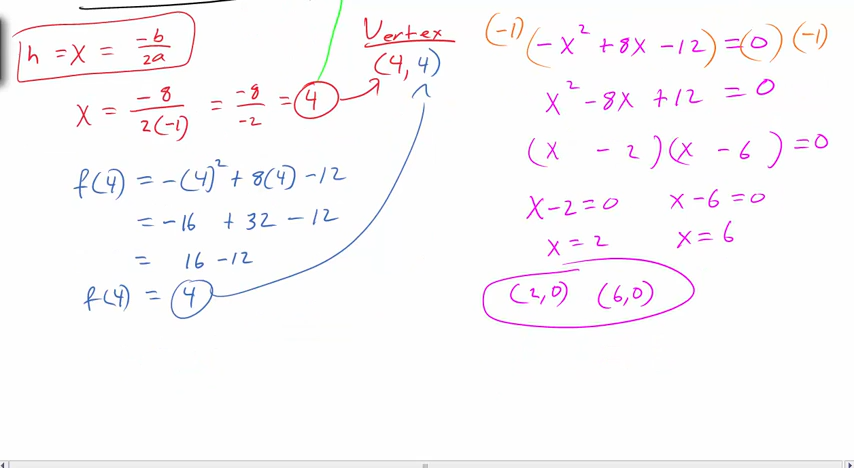 h = x = -b/2a
x = -8/2(-1) = -8/-2 = 4
Vertex
(4, 4)
f(4) = -(4)² + 8(4) - 12
= -16 + 32 - 12
= 16 - 12
f(4) = 4
(-1) (-x² + 8x - 12) = (0) (-1)
x² - 8x + 12 = 0
(x - 2)(x - 6) = 0
x - 2 = 0 x - 6 = 0
x = 2 x = 6
(2,0) (6,0)